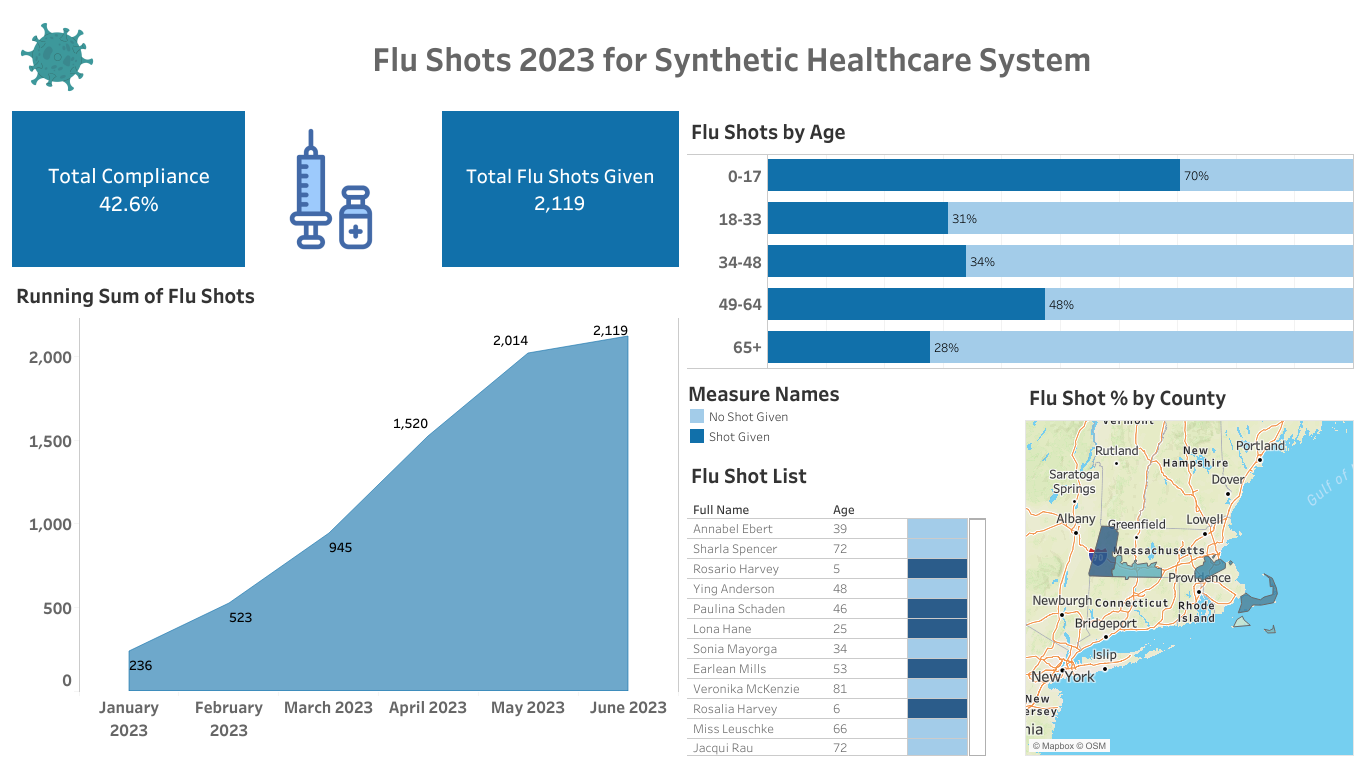 Flu Shots 2023 for Synthetic Healthcare System
Total Compliance
42.6%
Total Flu Shots Given
2,119
Running Sum of Flu Shots
2,000
1,500
1,000
500
0
236
523
945
1,520
2,014
2,119
January
2023
February
2023
March 2023
April 2023
May 2023
June 2023
Flu Shots by Age
0-17
70%
18-33
31%
34-48
34%
49-64
48%
65+
28%
Measure Names
No Shot Given
Shot Given
Flu Shot List
Full Name Age
Annabel Ebert 39
Sharla Spencer 72
Rosario Harvey 5
Ying Anderson 48
Paulina Schaden 46
Lona Hane 25
Sonia Mayorga 34
Earlean Mills 53
Veronika McKenzie 81
Rosalia Harvey 6
Miss Leuschke 66
Jacqui Rau 72
Flu Shot % by County
Vermont
Portland
Rutland
New
Hampshire
Saratoga
Springs
Dover
Gulf of
Albany
Greenfield
Lowell
Massachusetts
Providence
Newburgh
Connecticut
Rhode
Island
Bridgeport
Islip
New York
New
ersey
nia
© Mapbox © OSM